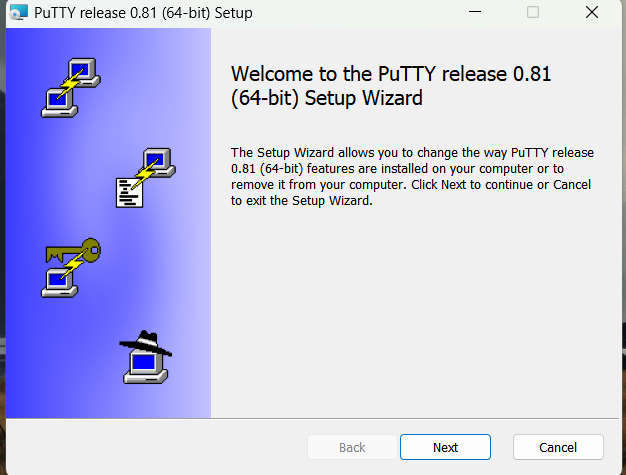 PuTTY release 0.81 (64-bit) Setup
Welcome to the PuTTY release 0.81
(64-bit) Setup Wizard
The Setup Wizard allows you to change the way PuTTY release
0.81 (64-bit) features are installed on your computer or to
remove it from your computer. Click Next to continue or Cancel
to exit the Setup Wizard.
Back
Next
Cancel